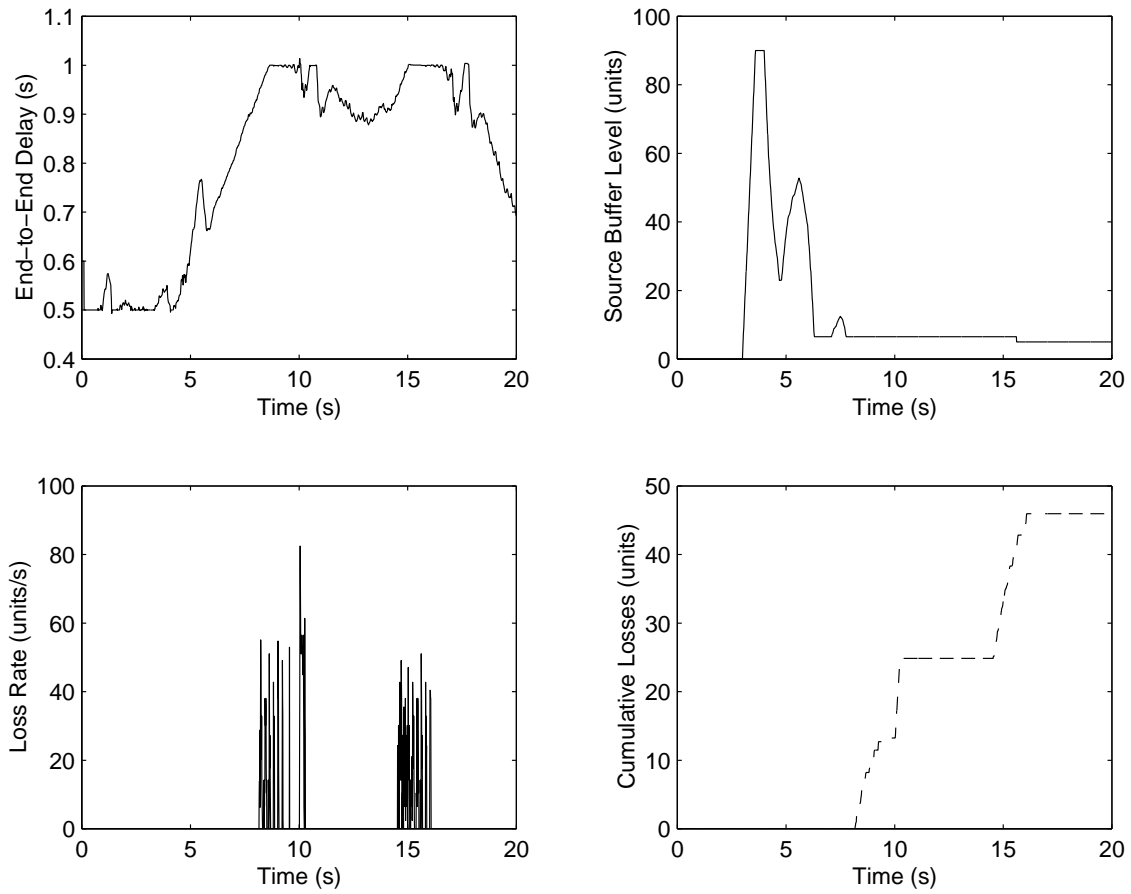 1.1
1
0.9
0.8
0.7
0.6
0.5
0.4
End−to−End Delay (s)
0 5 10 15 20
Time (s)
100
80
60
40
20
0
Source Buffer Level (units)
0 5 10 15 20
Time (s)
100
80
60
40
20
0
Loss Rate (units/s)
0 5 10 15 20
Time (s)
50
40
30
20
10
0
Cumulative Losses (units)
0 5 10 15 20
Time (s)